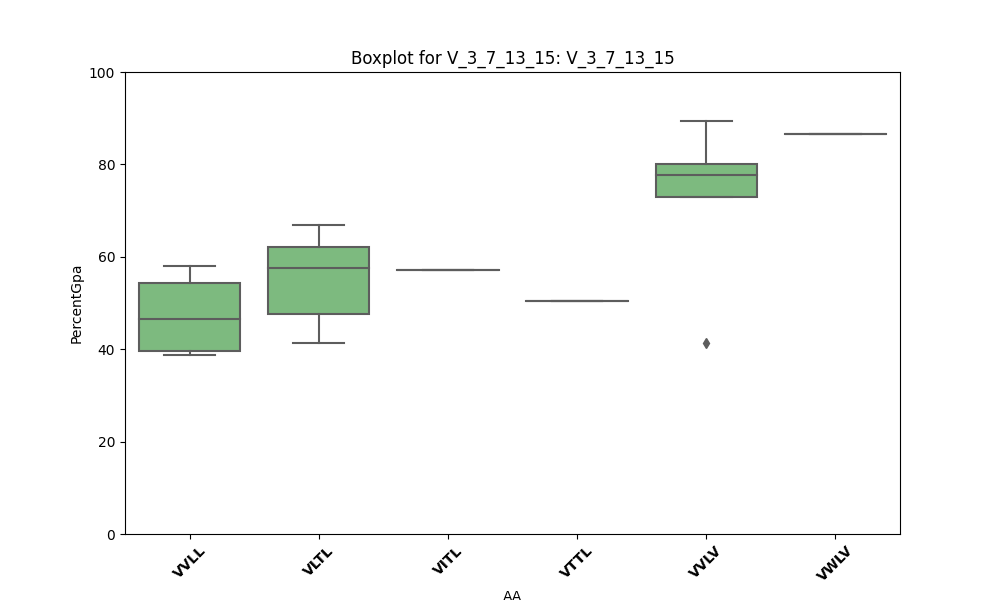 Boxplot for V_3_7_13_15: V_3_7_13_15
100
80
60
40
20
0
PercentGpa
VVLL
VLTL
VITL
VTTL
VVLV
VWLV
AA